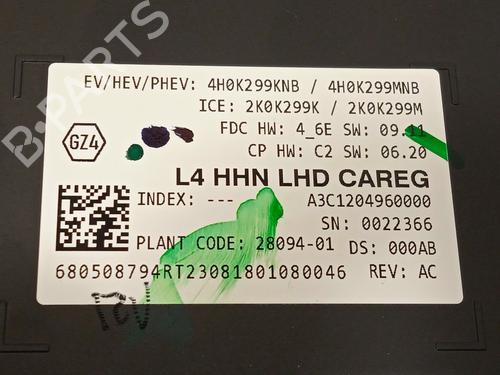 B-PARTS
EV/HEV/PHEV: 4H0K299KNB / 4H0K299MNB
ICE: 2K0K299K / 2K0K299M
FDC HW: 4_6E SW: 09.11
GZ4
CP HW: C2 SW: 06.20
L4 HHN LHD CAREG
INDEX: --- A3C1204960000
SN: 0022366
PLANT CODE: 28094-01 DS: 000AB
680508794RT23081801080046 REV: AC